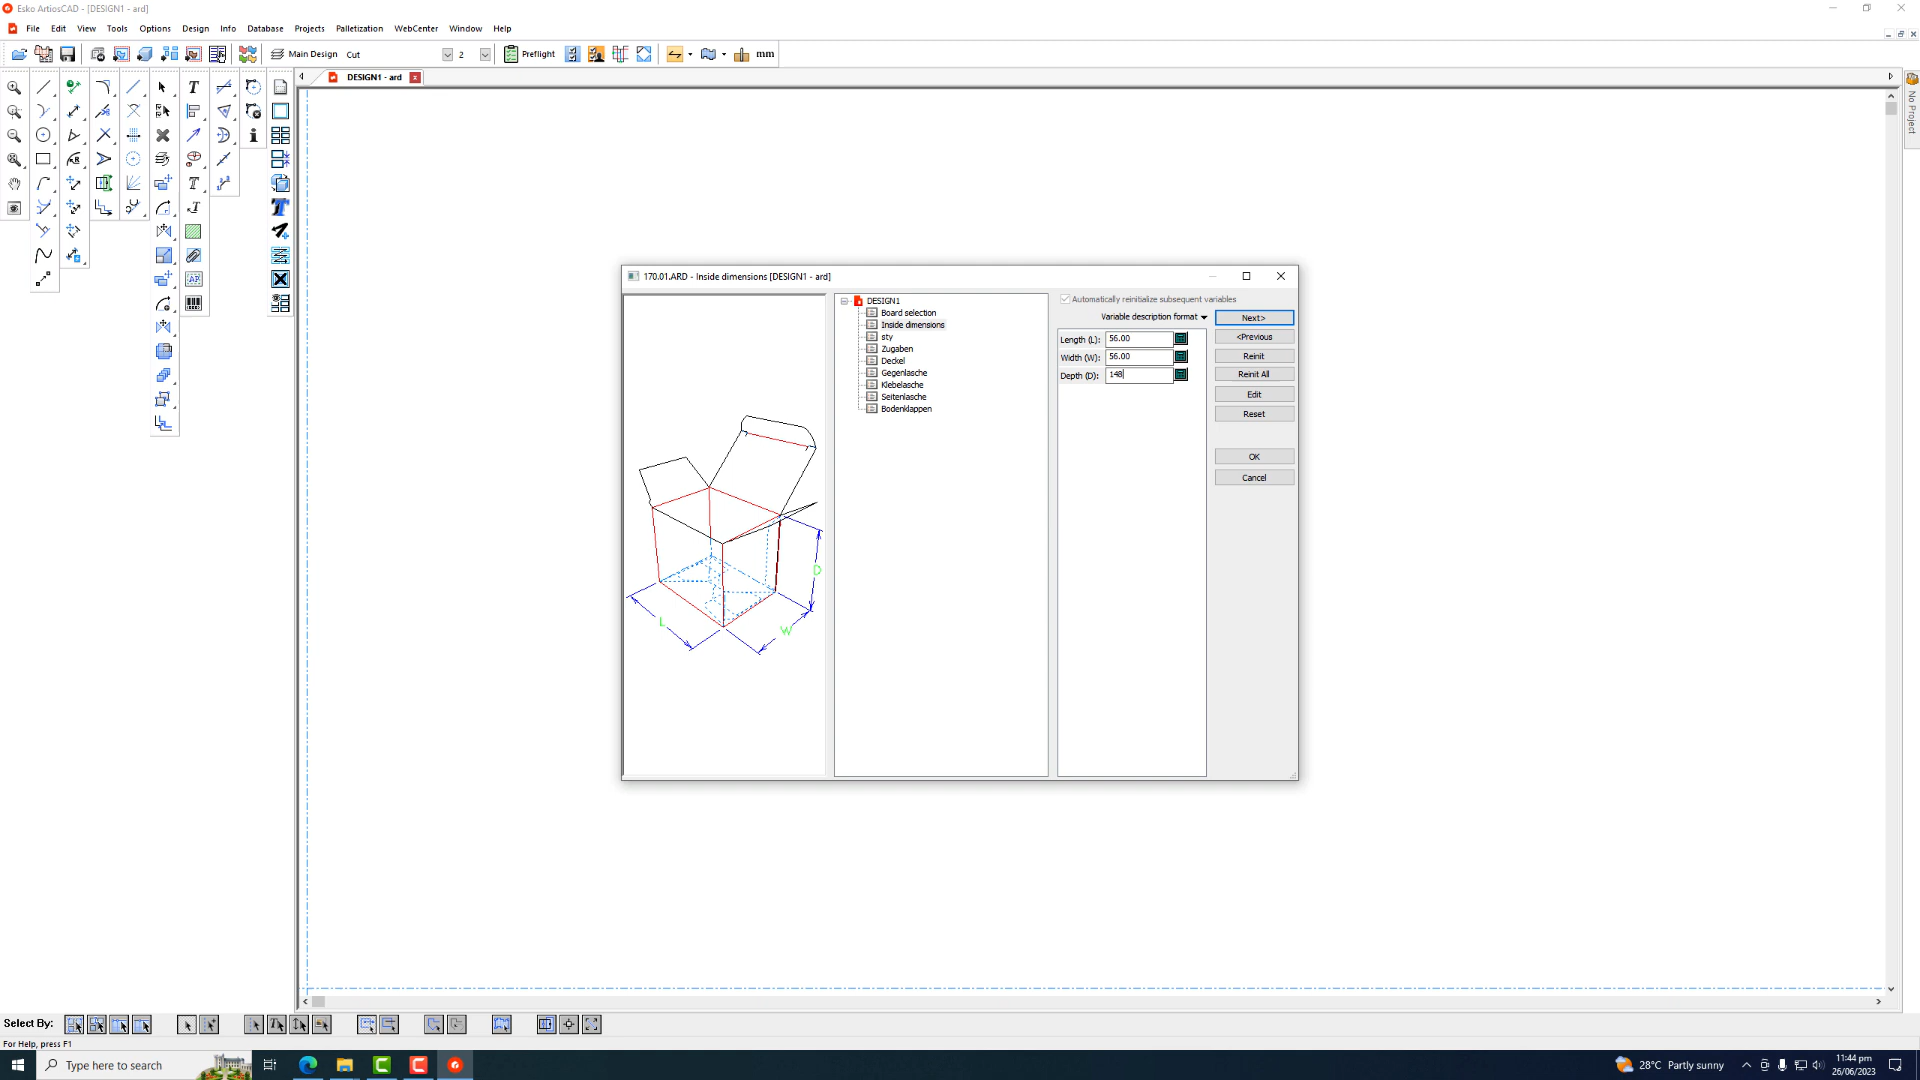 Esko ArtiosCAD - [DESIGN1 - ard]
File Edit View Tools Options Design Info Database Projects Palletization WebCenter Window Help
Main Design Cut 2 Preflight mm
DESIGN1 - ard
No Project
170.01.ARD - Inside dimensions [DESIGN1 - ard]
DESIGN1
Board selection
Inside dimensions
sty
Zugaben
Deckel
Gegenlasche
Klebelasche
Seitenlasche
Bodenklappen
Automatically reinitialize subsequent variables
Variable description format
Length (L): 56.00
Width (W): 56.00
Depth (D): 148
Next>
<Previous
Reinit
Reinit All
Edit
Reset
OK
Cancel
D
L
W
Select By:
For Help, press F1
Type here to search
28°C Partly sunny
11:44 pm
26/06/2023